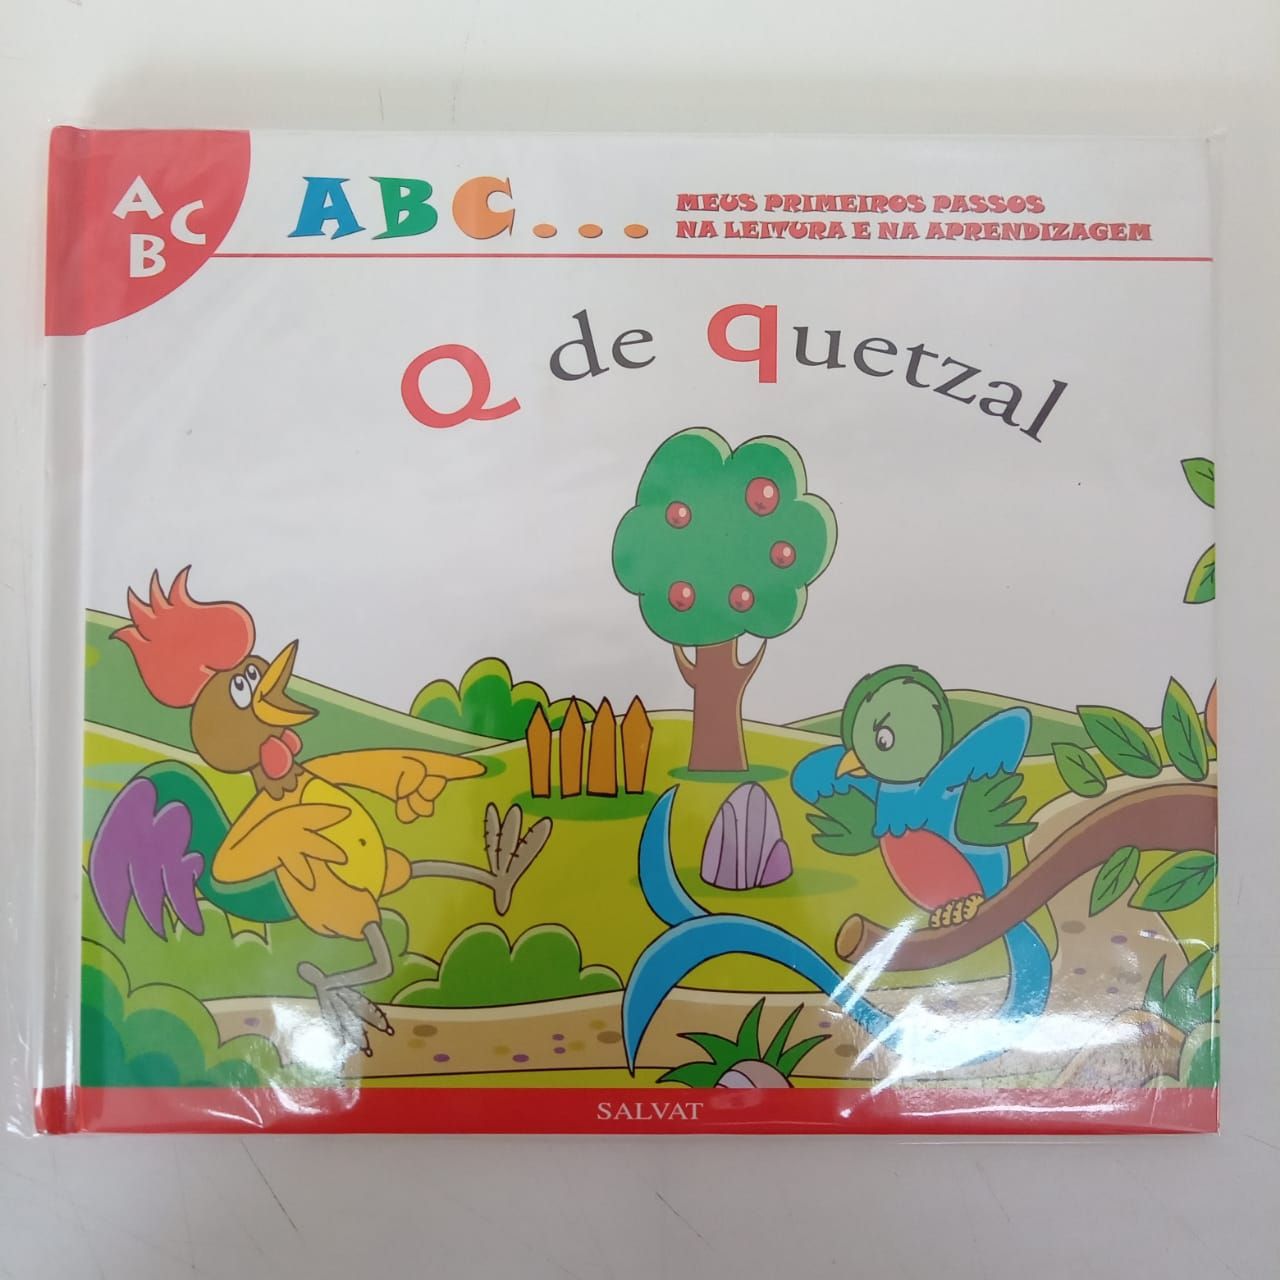 A B C
ABC...
MEUS PRIMEIROS PASSOS
NA LEITURA E NA APRENDIZAGEM
Q de quetzal
SALVAT